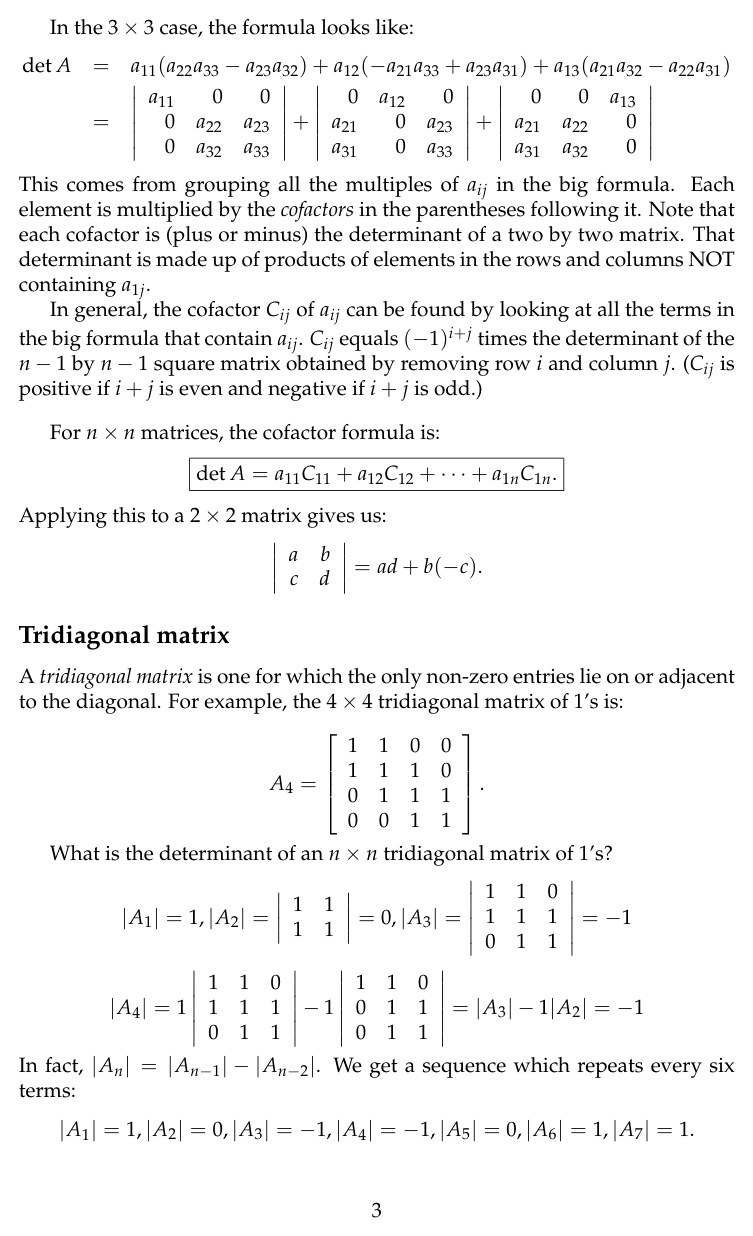 In the 3 × 3 case, the formula looks like:
det A = a₁₁(a₂₂a₃₃ − a₂₃a₃₂) + a₁₂(−a₂₁a₃₃ + a₂₃a₃₁) + a₁₃(a₂₁a₃₂ − a₂₂a₃₁)
= | a₁₁ 0 0 | + | 0 a₁₂ 0 | + | 0 0 a₁₃ |
| 0 a₂₂ a₂₃ | | a₂₁ 0 a₂₃ | | a₂₁ a₂₂ 0 |
| 0 a₃₂ a₃₃ | | a₃₁ 0 a₃₃ | | a₃₁ a₃₂ 0 |
This comes from grouping all the multiples of aᵢⱼ in the big formula. Each
element is multiplied by the cofactors in the parentheses following it. Note that
each cofactor is (plus or minus) the determinant of a two by two matrix. That
determinant is made up of products of elements in the rows and columns NOT
containing a₁ⱼ.
In general, the cofactor Cᵢⱼ of aᵢⱼ can be found by looking at all the terms in
the big formula that contain aᵢⱼ. Cᵢⱼ equals (−1)ⁱ⁺ʲ times the determinant of the
n − 1 by n − 1 square matrix obtained by removing row i and column j. (Cᵢⱼ is
positive if i + j is even and negative if i + j is odd.)
For n × n matrices, the cofactor formula is:
det A = a₁₁C₁₁ + a₁₂C₁₂ + · · · + a₁ₙC₁ₙ.
Applying this to a 2 × 2 matrix gives us:
| a b |
| c d | = ad + b(−c).
Tridiagonal matrix
A tridiagonal matrix is one for which the only non-zero entries lie on or adjacent
to the diagonal. For example, the 4 × 4 tridiagonal matrix of 1's is:
A₄ = [ 1 1 0 0
1 1 1 0
0 1 1 1
0 0 1 1 ] .
What is the determinant of an n × n tridiagonal matrix of 1's?
|A₁| = 1, |A₂| = | 1 1 | = 0, |A₃| = | 1 1 0 | = −1
| 1 1 | | 1 1 1 |
| 0 1 1 |
|A₄| = 1 | 1 1 0 | − 1 | 1 1 0 | = |A₃| − 1|A₂| = −1
| 1 1 1 | | 0 1 1 |
| 0 1 1 | | 0 1 1 |
In fact, |Aₙ| = |Aₙ₋₁| − |Aₙ₋₂|. We get a sequence which repeats every six
terms:
|A₁| = 1, |A₂| = 0, |A₃| = −1, |A₄| = −1, |A₅| = 0, |A₆| = 1, |A₇| = 1.
3